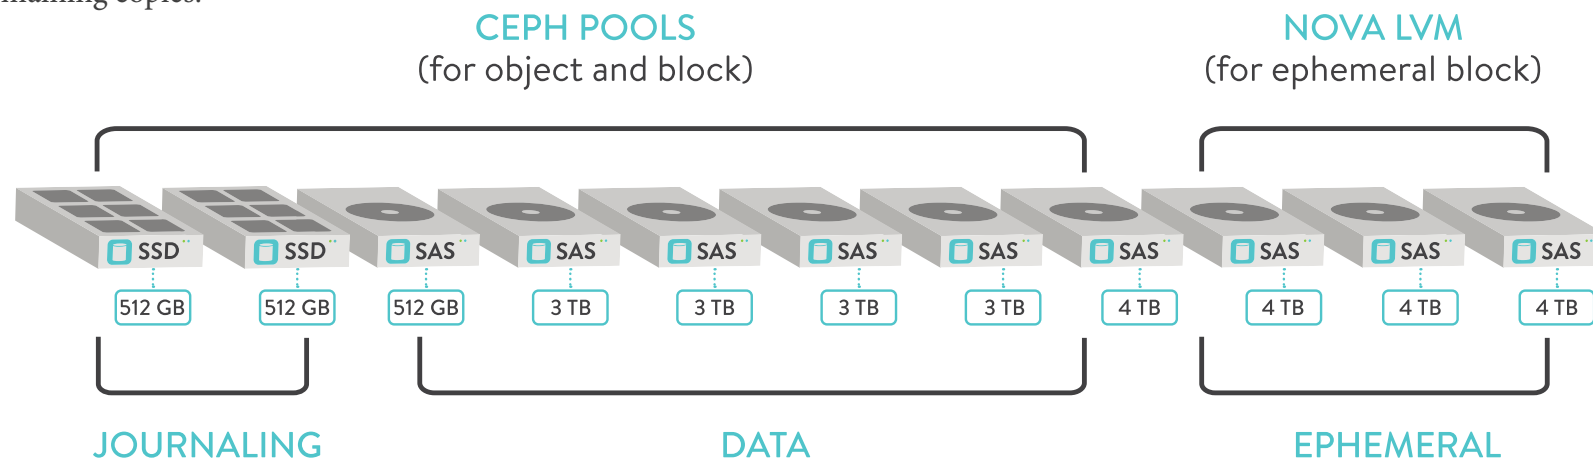 maining copies.
CEPH POOLS
(for object and block)
NOVA LVM
(for ephemeral block)
SSD SSD SAS SAS SAS SAS SAS SAS SAS SAS SAS
512 GB 512 GB 512 GB 3 TB 3 TB 3 TB 3 TB 4 TB 4 TB 4 TB 4 TB
JOURNALING DATA EPHEMERAL